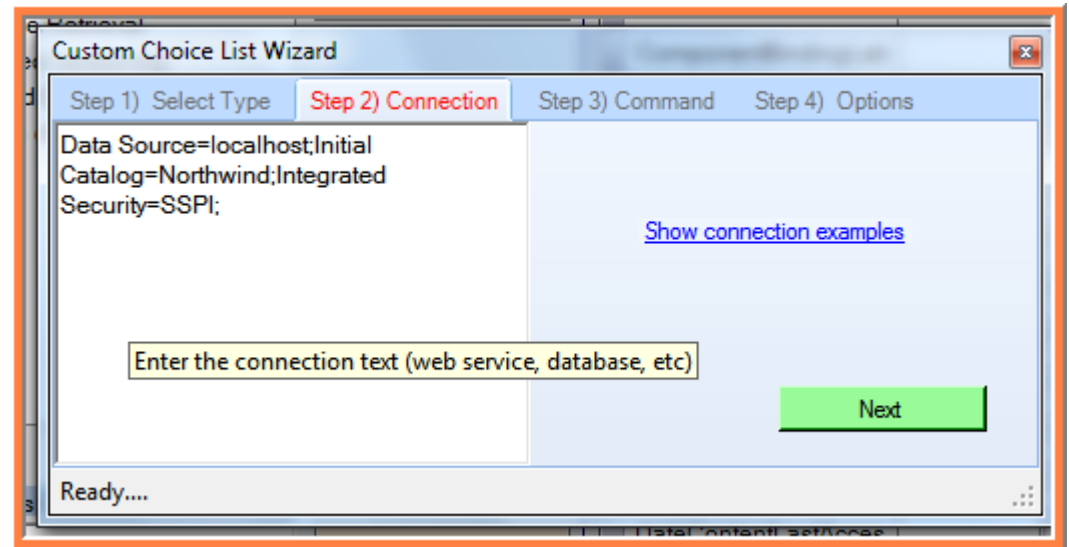 Retrieval
Custom Choice List Wizard
Step 1) Select Type Step 2) Connection Step 3) Command Step 4) Options
Data Source=localhost;Initial
Catalog=Northwind;Integrated
Security=SSPI;
Show connection examples
Enter the connection text (web service, database, etc)
Next
Ready....